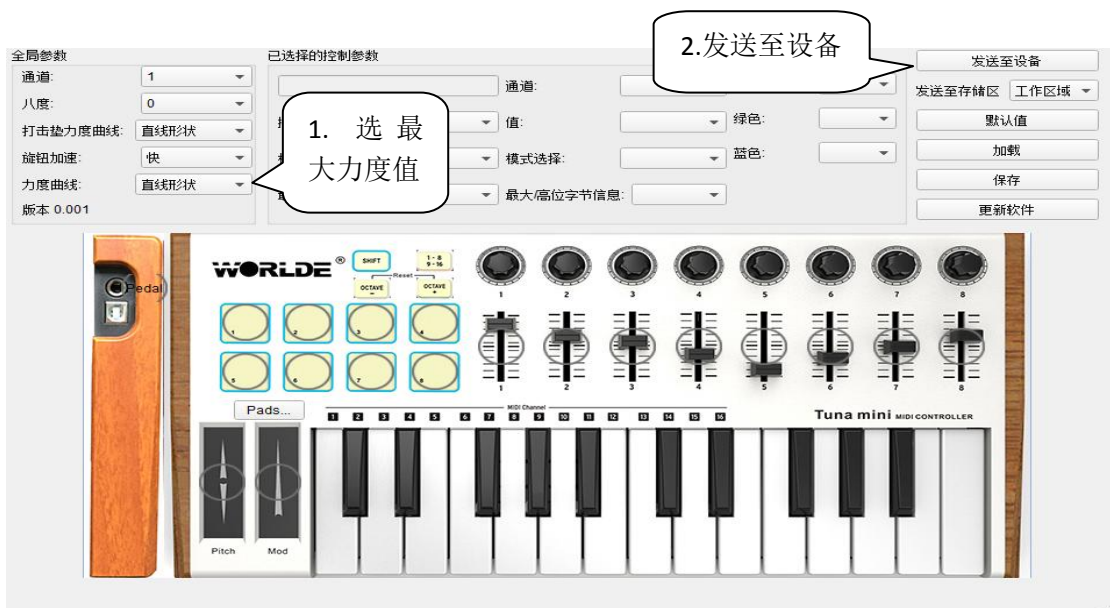 全局参数
通道: 1
八度: 0
打击垫力度曲线: 直线形状
旋钮加速: 快
力度曲线: 直线形状
版本 0.001
已选择的控制参数
通道:
值:
模式选择:
最大/高位字节信息:
绿色:
蓝色:
1. 选 最
大力度值
2.发送至设备
发送至设备
发送至存储区 工作区域
默认值
加载
保存
更新软件
Pedal
WORLDE®
SHIFT
1 - 8
9 - 16
Reset
OCTAVE
-
OCTAVE
+
1 2 3 4 5 6 7 8
1 2 3 4
5 6 7 8
1 2 3 4 5 6 7 8
Pads...
MIDI Channel
1 2 3 4 5 6 7 8 9 10 11 12 13 14 15 16
Tuna mini MIDI CONTROLLER
Pitch Mod